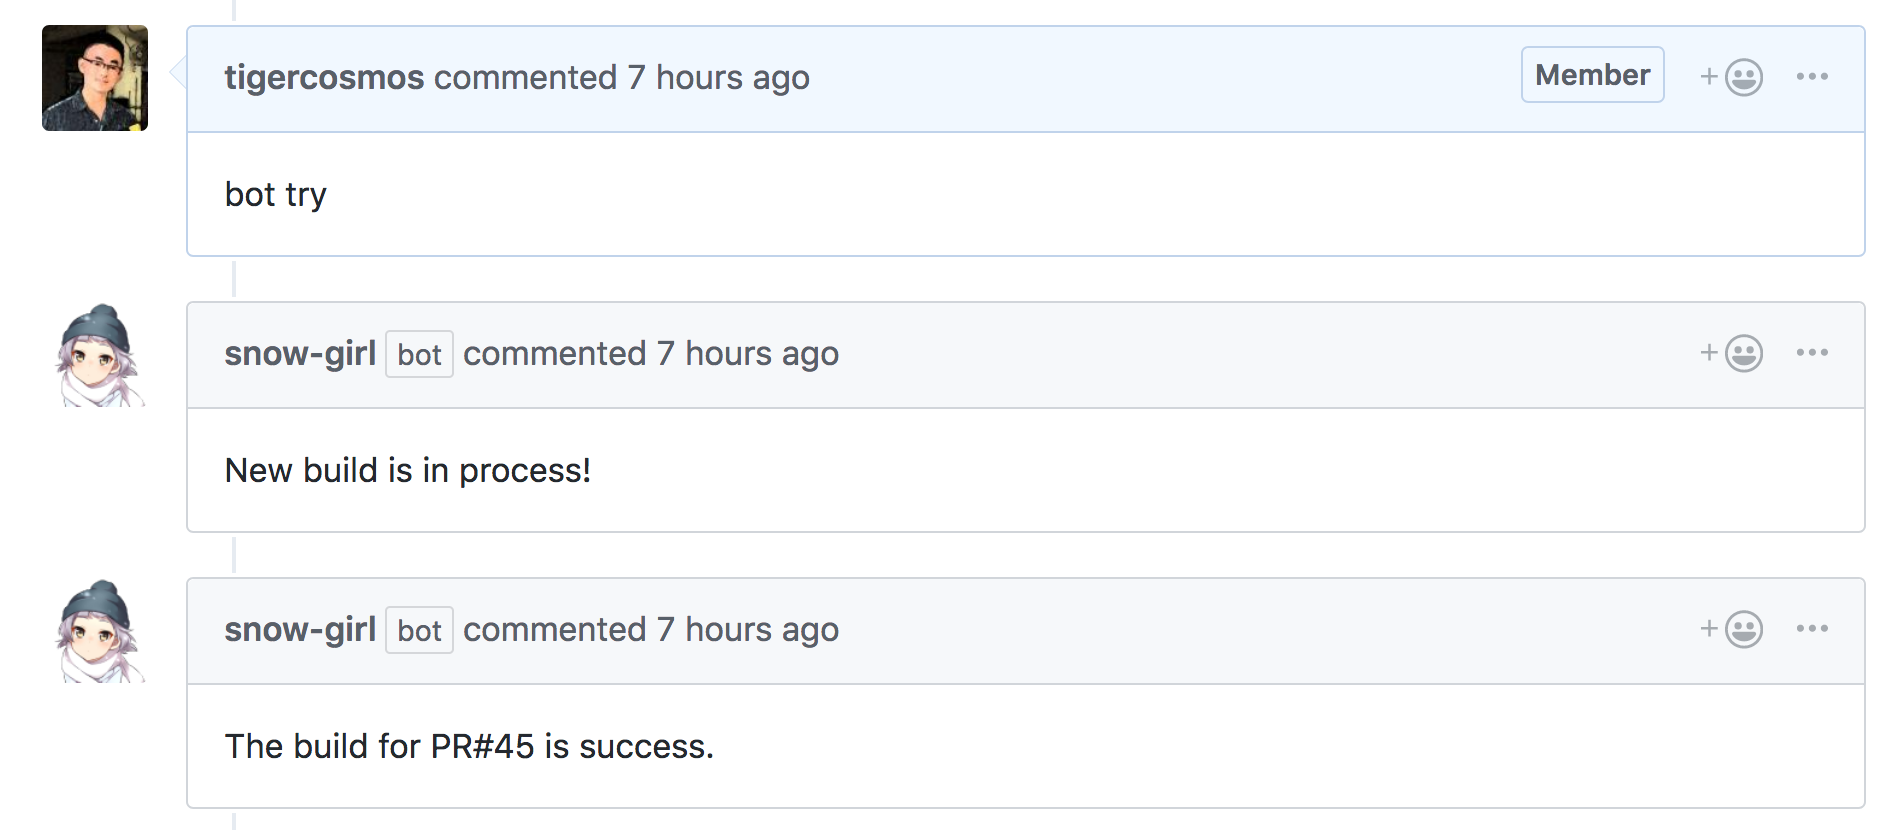 tigercosmos commented 7 hours ago Member
bot try
snow-girl bot commented 7 hours ago
New build is in process!
snow-girl bot commented 7 hours ago
The build for PR#45 is success.